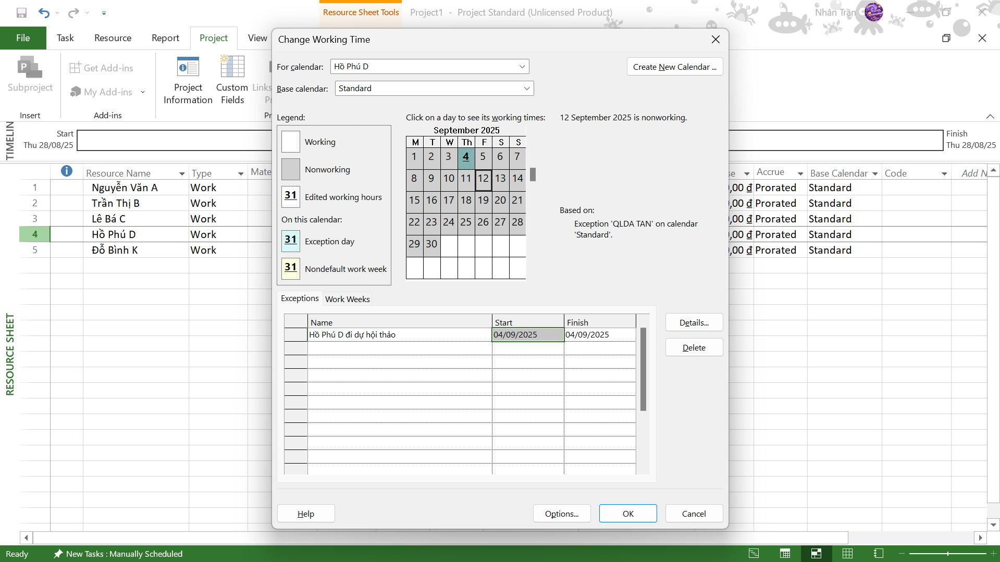 Resource Sheet Tools
Project1 - Project Standard (Unlicensed Product)
Nhân Trần
File Task Resource Report Project View
Subproject
Get Add-ins
My Add-ins
Project Information
Custom Fields
Links
Insert
Add-ins
Change Working Time
For calendar: Hồ Phú D
Create New Calendar ...
Base calendar: Standard
Legend:
Working
Nonworking
31 Edited working hours
On this calendar:
31 Exception day
31 Nondefault work week
Click on a day to see its working times:
September 2025
M T W Th F S S
1 2 3 4 5 6 7
8 9 10 11 12 13 14
15 16 17 18 19 20 21
22 23 24 25 26 27 28
29 30
12 September 2025 is nonworking.
Based on:
Exception 'QLDA TAN' on calendar
'Standard'.
Exceptions Work Weeks
Name Start Finish
Hồ Phú D đi dự hội thảo 04/09/2025 04/09/2025
Details...
Delete
Help Options... OK Cancel
TIMELIN
Start
Thu 28/08/25
Finish
Thu 28/08/25
RESOURCE SHEET
Resource Name Type Mate se Accrue Base Calendar Code Add N
1 Nguyễn Văn A Work ,00 ₫ Prorated Standard
2 Trần Thị B Work ,00 ₫ Prorated Standard
3 Lê Bá C Work ,00 ₫ Prorated Standard
4 Hồ Phú D Work ,00 ₫ Prorated Standard
5 Đỗ Bình K Work ,00 ₫ Prorated Standard
Ready New Tasks : Manually Scheduled